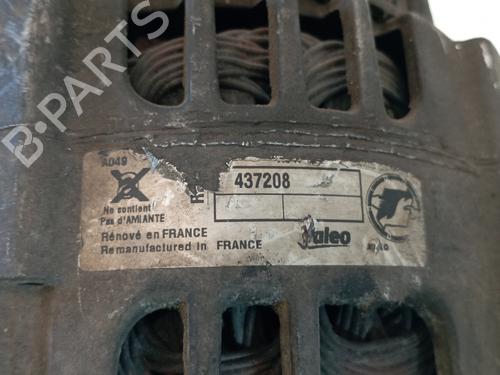 B-PARTS
A049
437208
R
Ne contient
Pas d'AMIANTE
Rénové en FRANCE
Remanufactured in FRANCE
Valeo